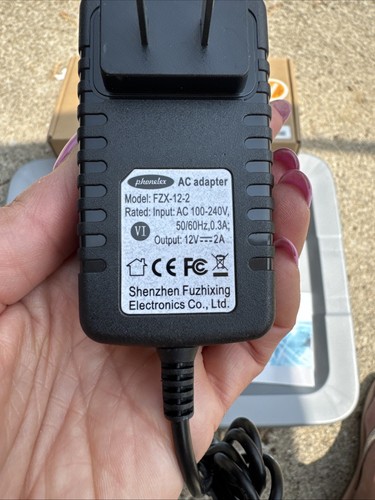 phonelex AC adapter
Model: FZX-12-2
Rated: Input: AC 100-240V,
50/60Hz,0.3A;
VI
Output: 12V⎓2A
CE FC
Shenzhen Fuzhixing
Electronics Co., Ltd.